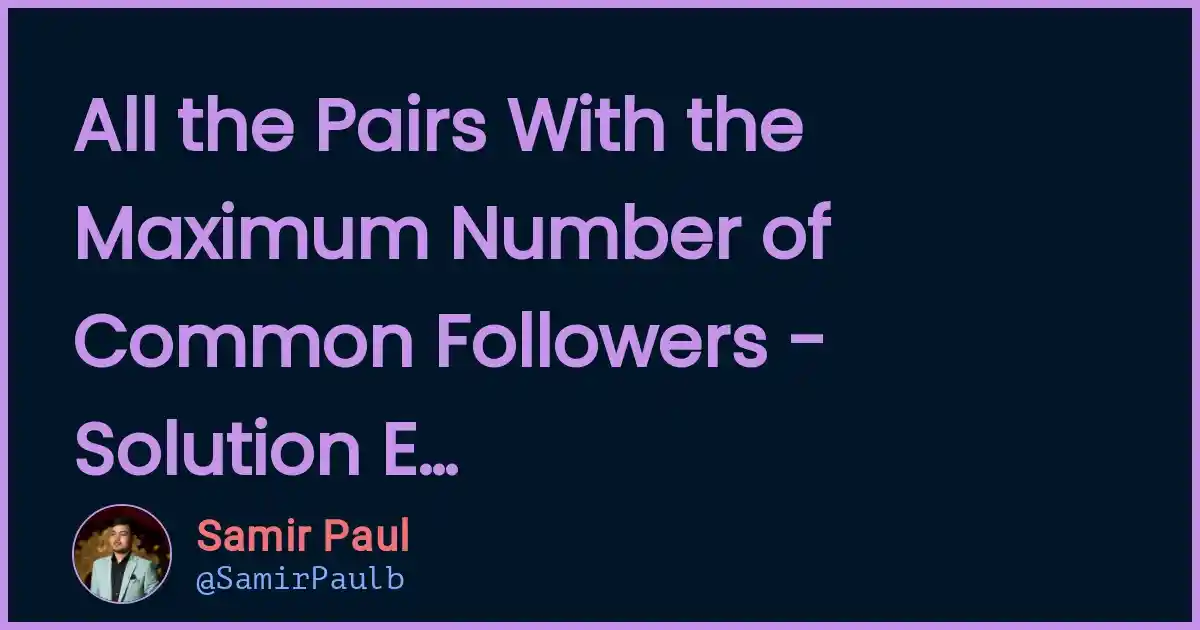 All the Pairs With the
Maximum Number of
Common Followers -
Solution E...
Samir Paul
@SamirPaulb